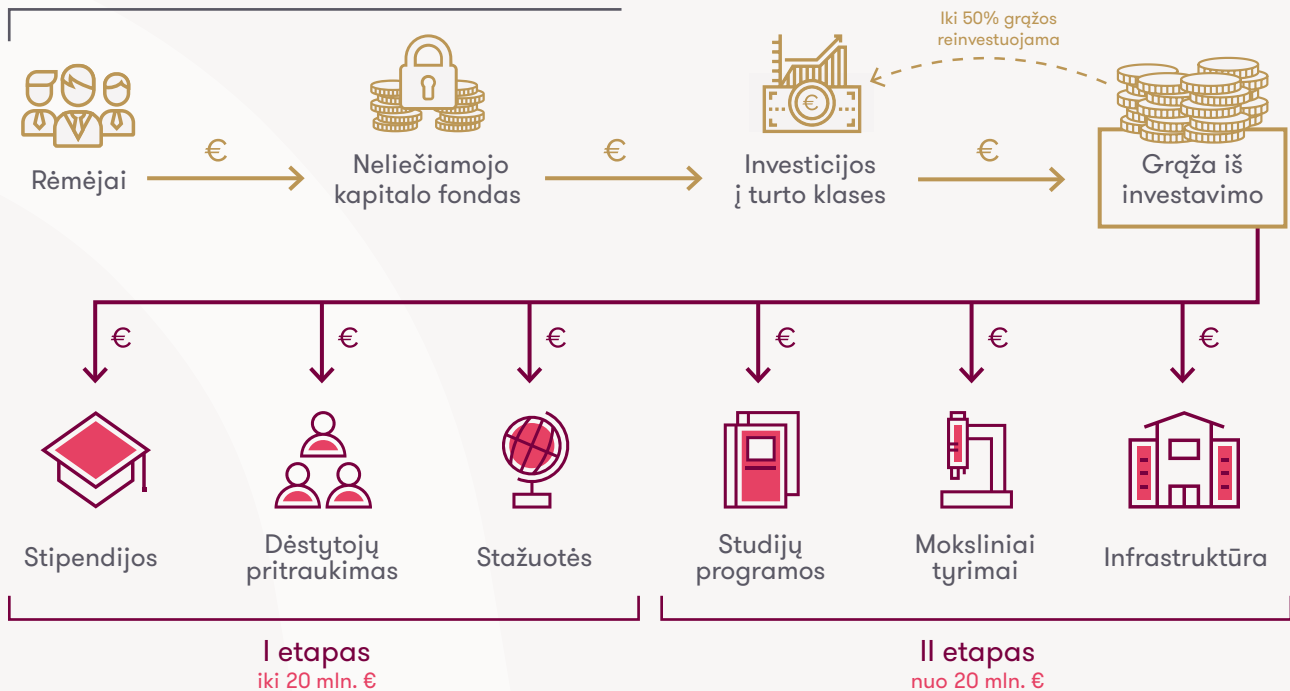 Iki 50% grąžos
reinvestuojama
€
€
€
€
Rėmėjai
Neliečiamojo
kapitalo fondas
Investicijos
į turto klases
Grąža iš
investavimo
€
€
€
€
€
€
Stipendijos
Dėstytojų
pritraukimas
Stažuotės
Studijų
programos
Moksliniai
tyrimai
Infrastruktūra
I etapas
iki 20 mln. €
II etapas
nuo 20 mln. €